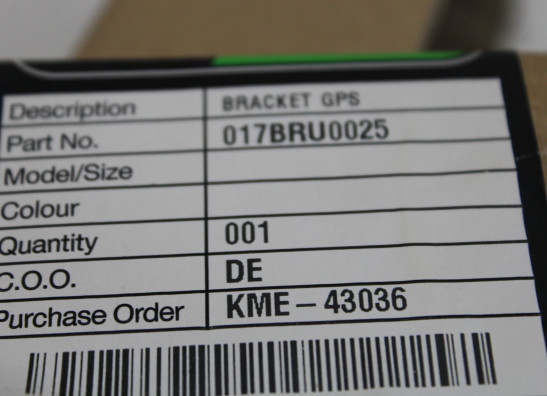 Description BRACKET GPS
Part No. 017BRU0025
Model/Size
Colour
Quantity 001
C.O.O. DE
Purchase Order KME-43036